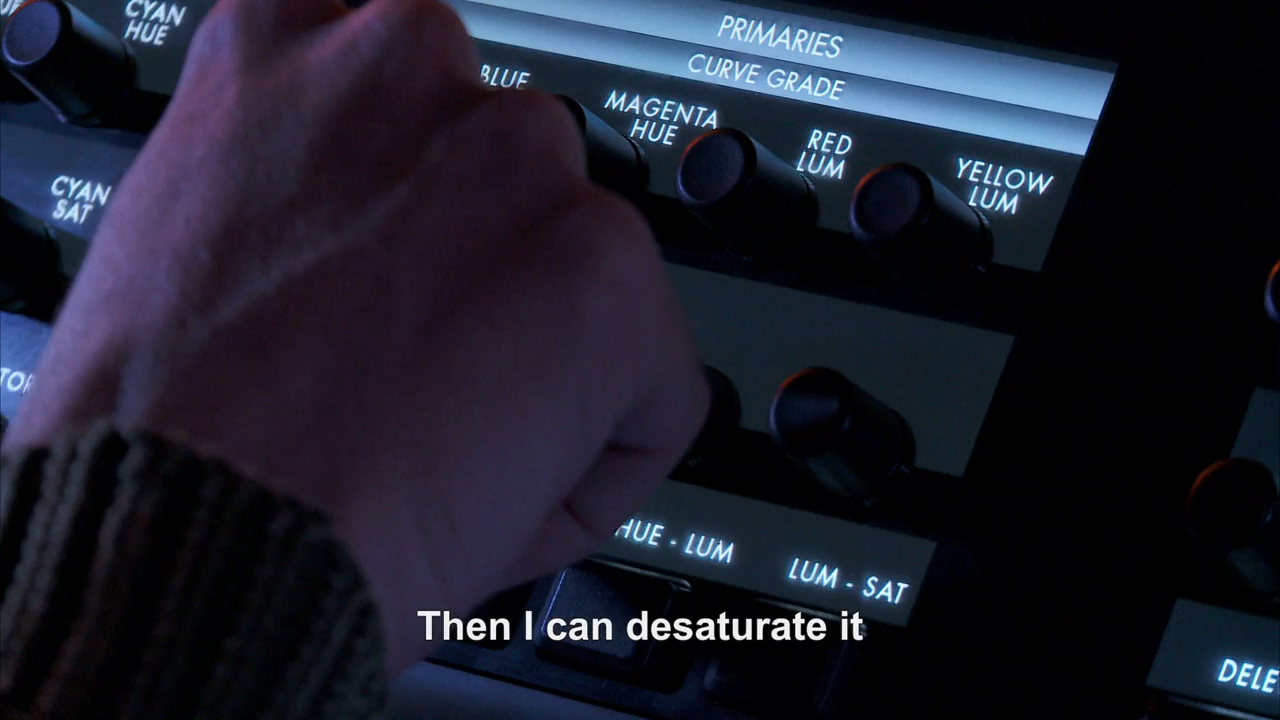 CYAN
HUE
PRIMARIES
CURVE GRADE
BLUE
MAGENTA
HUE
RED
LUM
YELLOW
LUM
CYAN
SAT
HUE - LUM
LUM - SAT
Then I can desaturate it